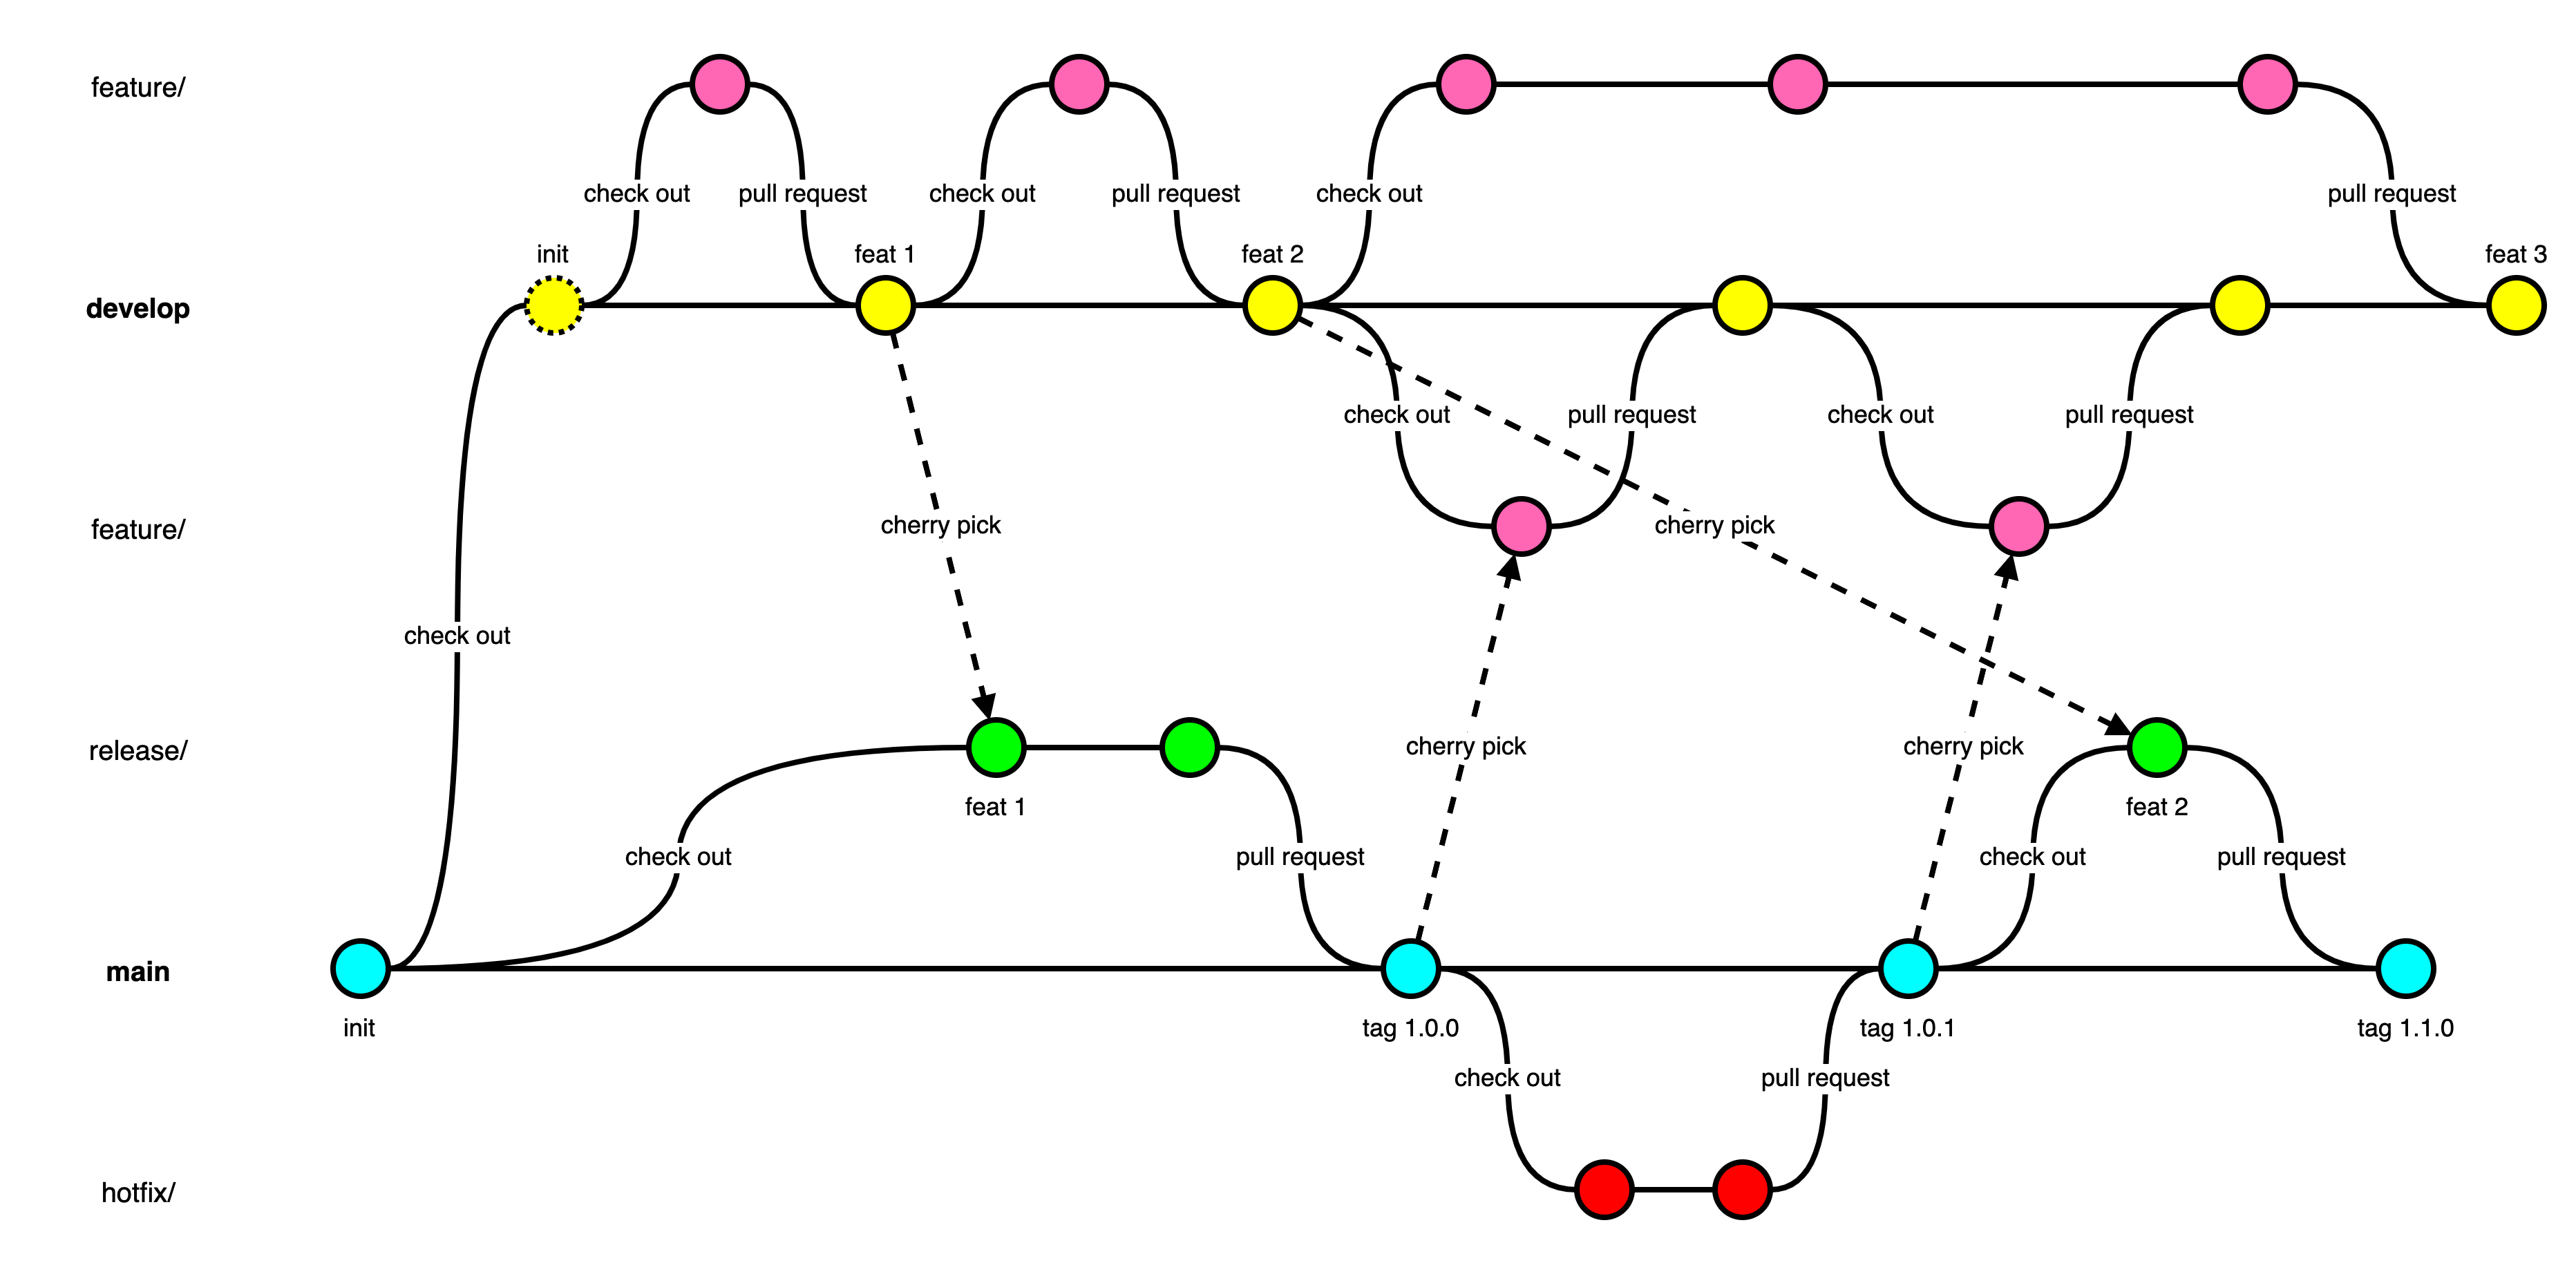 feature/
check out
pull request
check out
pull request
check out
pull request
init
feat 1
feat 2
feat 3
develop
check out
pull request
check out
pull request
feature/
cherry pick
cherry pick
check out
release/
cherry pick
cherry pick
feat 1
feat 2
check out
pull request
check out
pull request
main
init
tag 1.0.0
tag 1.0.1
tag 1.1.0
check out
pull request
hotfix/